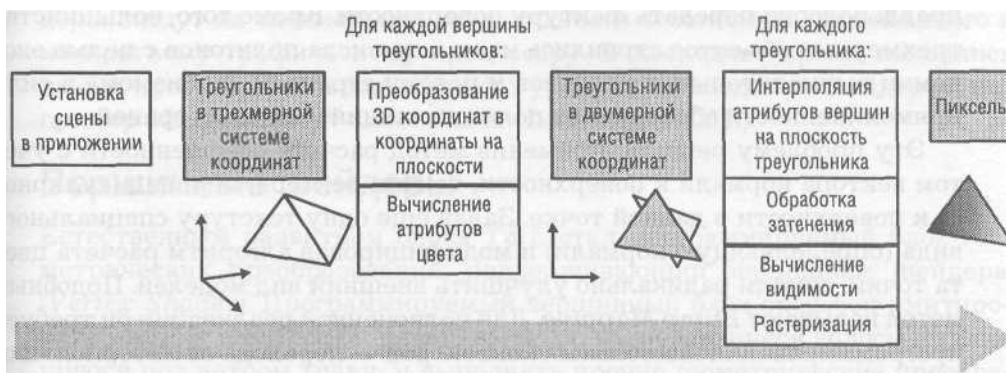 Для каждой вершины
треугольников:
Для каждого
треугольника:
Установка
сцены
в приложении
Треугольники
в трехмерной
системе
координат
Преобразование
3D координат в
координаты на
плоскости
Вычисление
атрибутов
цвета
Треугольники
в двумерной
системе
координат
Интерполяция
атрибутов вершин
на плоскость
треугольника
Обработка
затенения
Вычисление
видимости
Растеризация